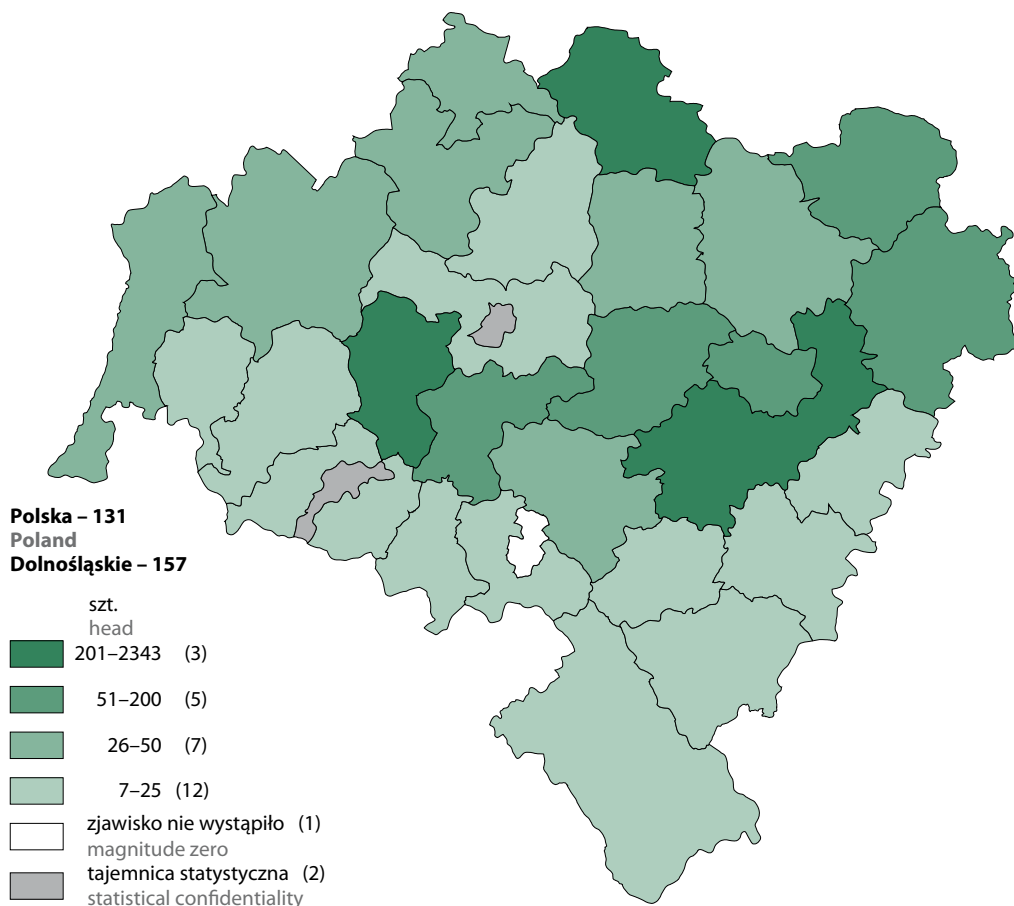 Polska – 131
Poland
Dolnośląskie – 157
szt.
head
201–2343 (3)
51–200 (5)
26–50 (7)
7–25 (12)
zjawisko nie wystąpiło (1)
magnitude zero
tajemnica statystyczna (2)
statistical confidentiality